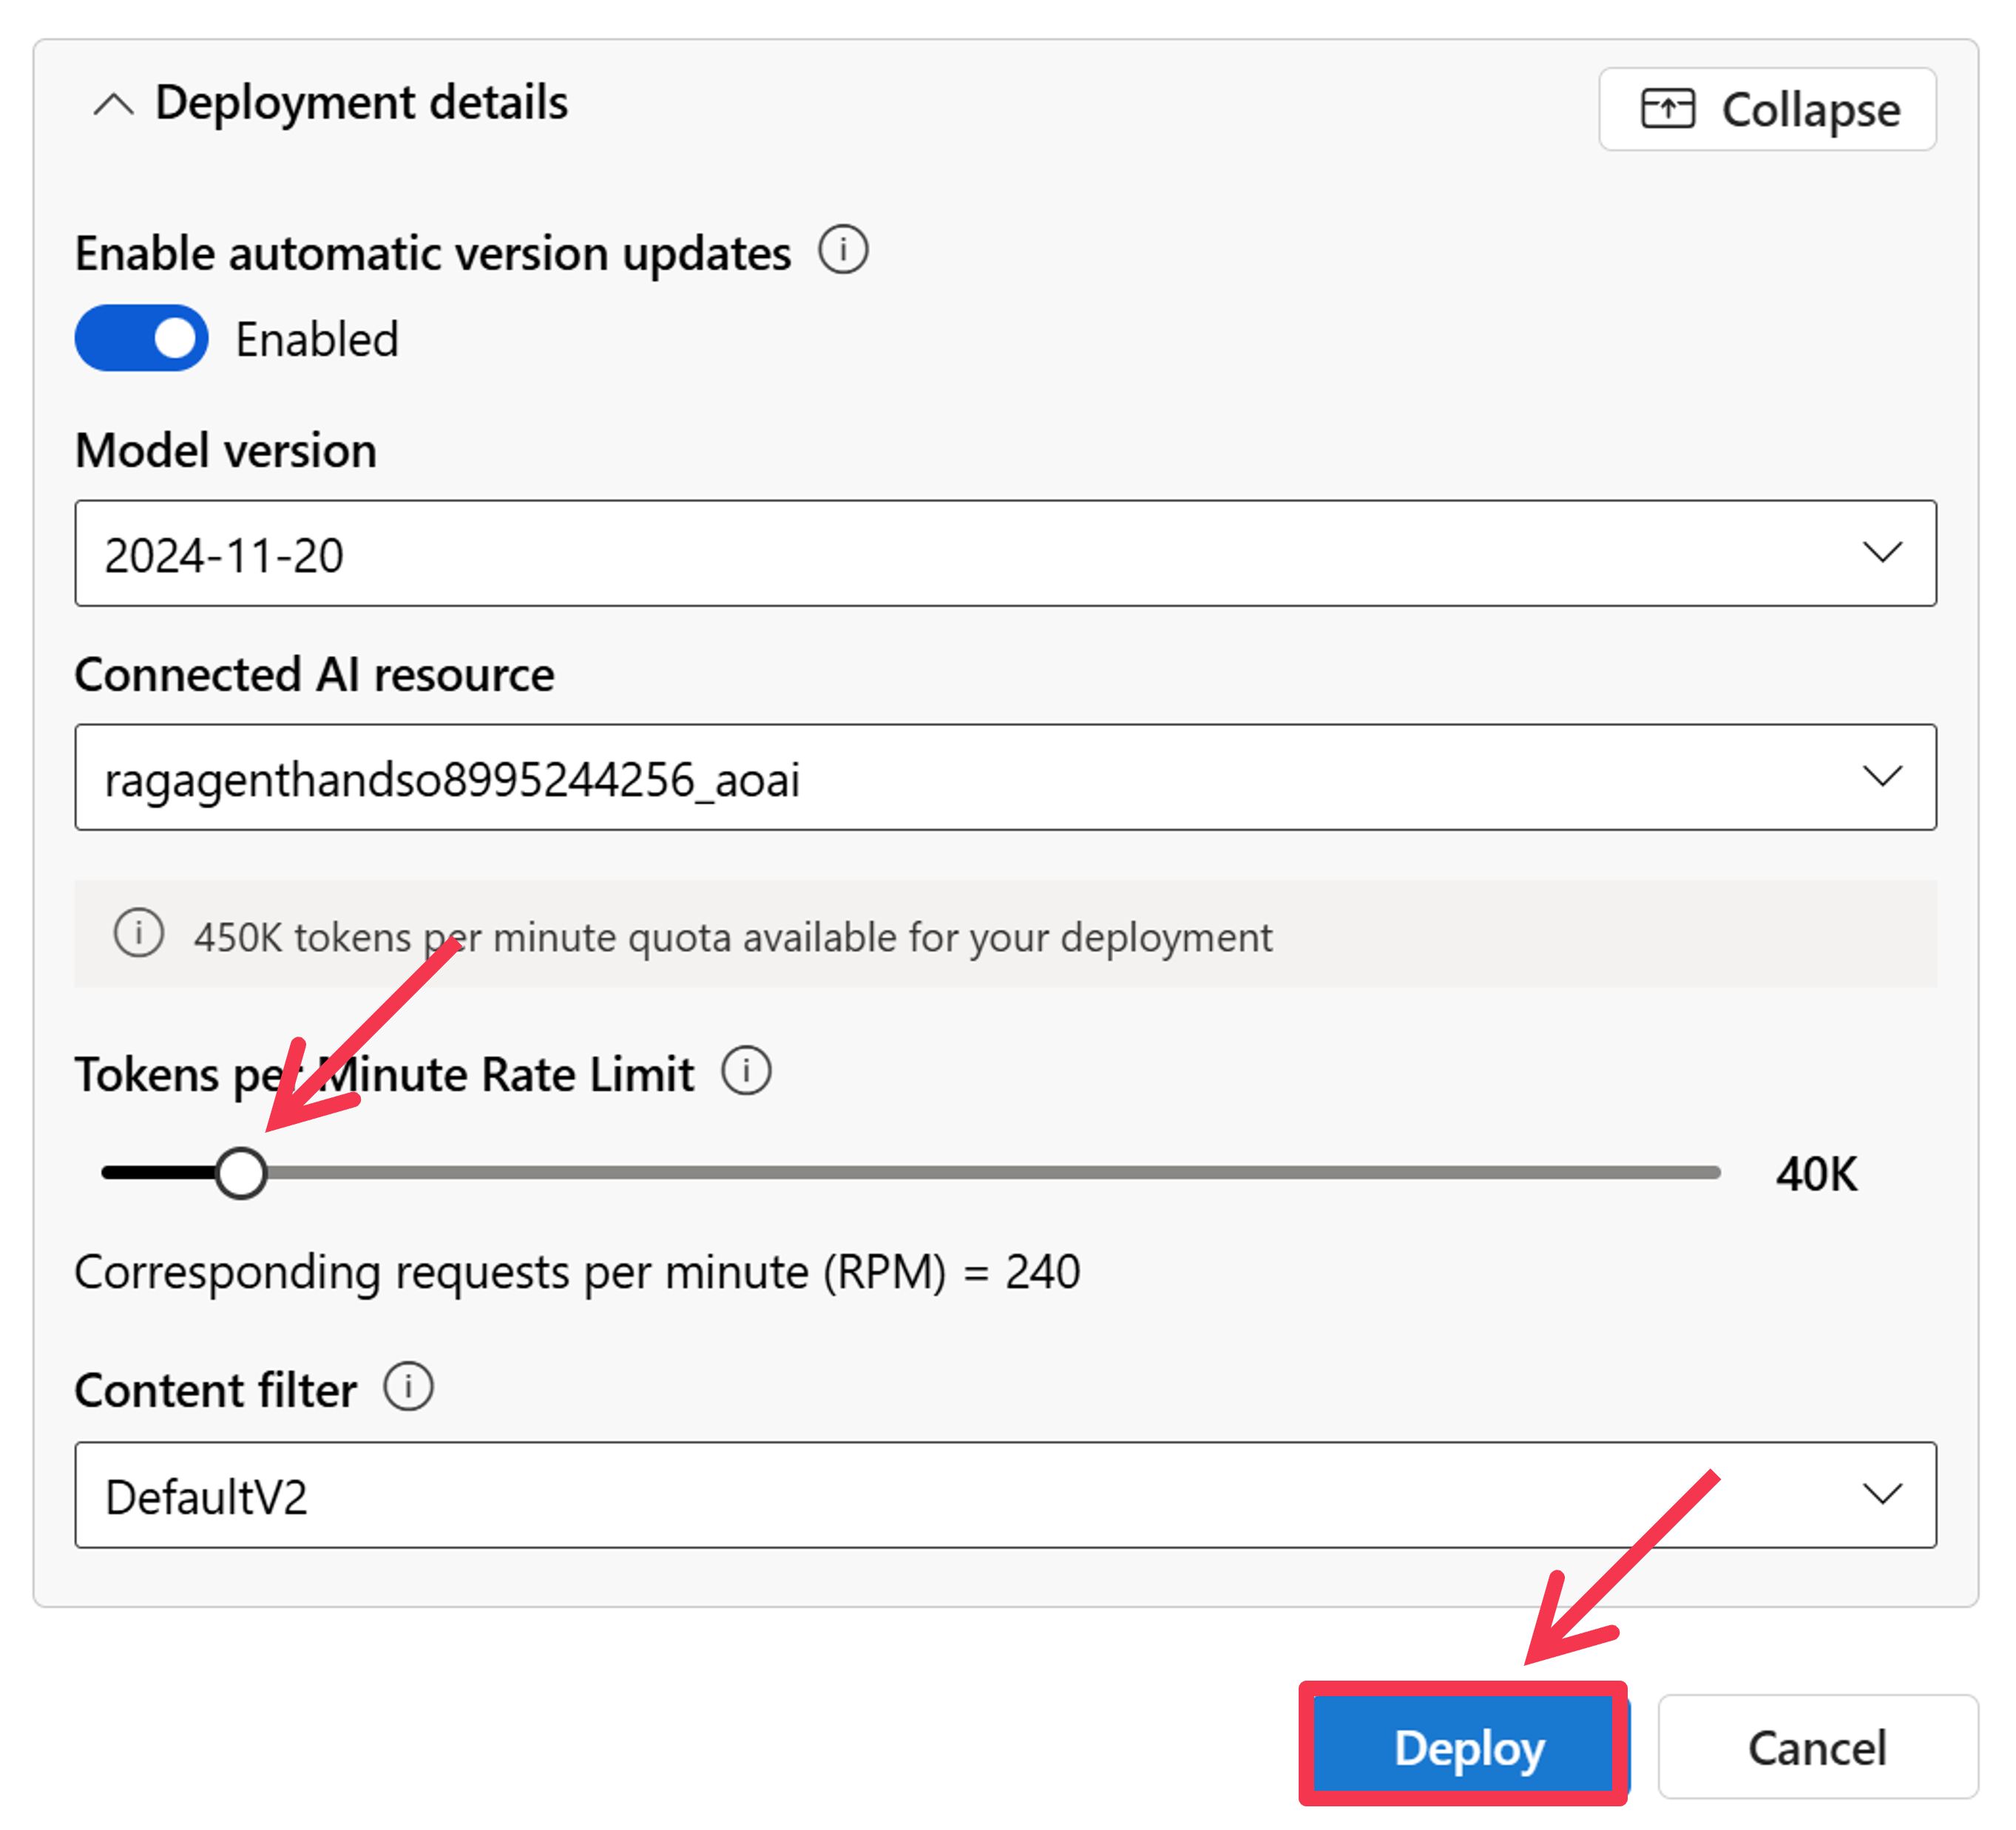 Deployment details
Collapse
Enable automatic version updates
Enabled
Model version
2024-11-20
Connected AI resource
ragagenthandso8995244256_aoai
450K tokens per minute quota available for your deployment
Tokens per Minute Rate Limit
40K
Corresponding requests per minute (RPM) = 240
Content filter
DefaultV2
Deploy
Cancel